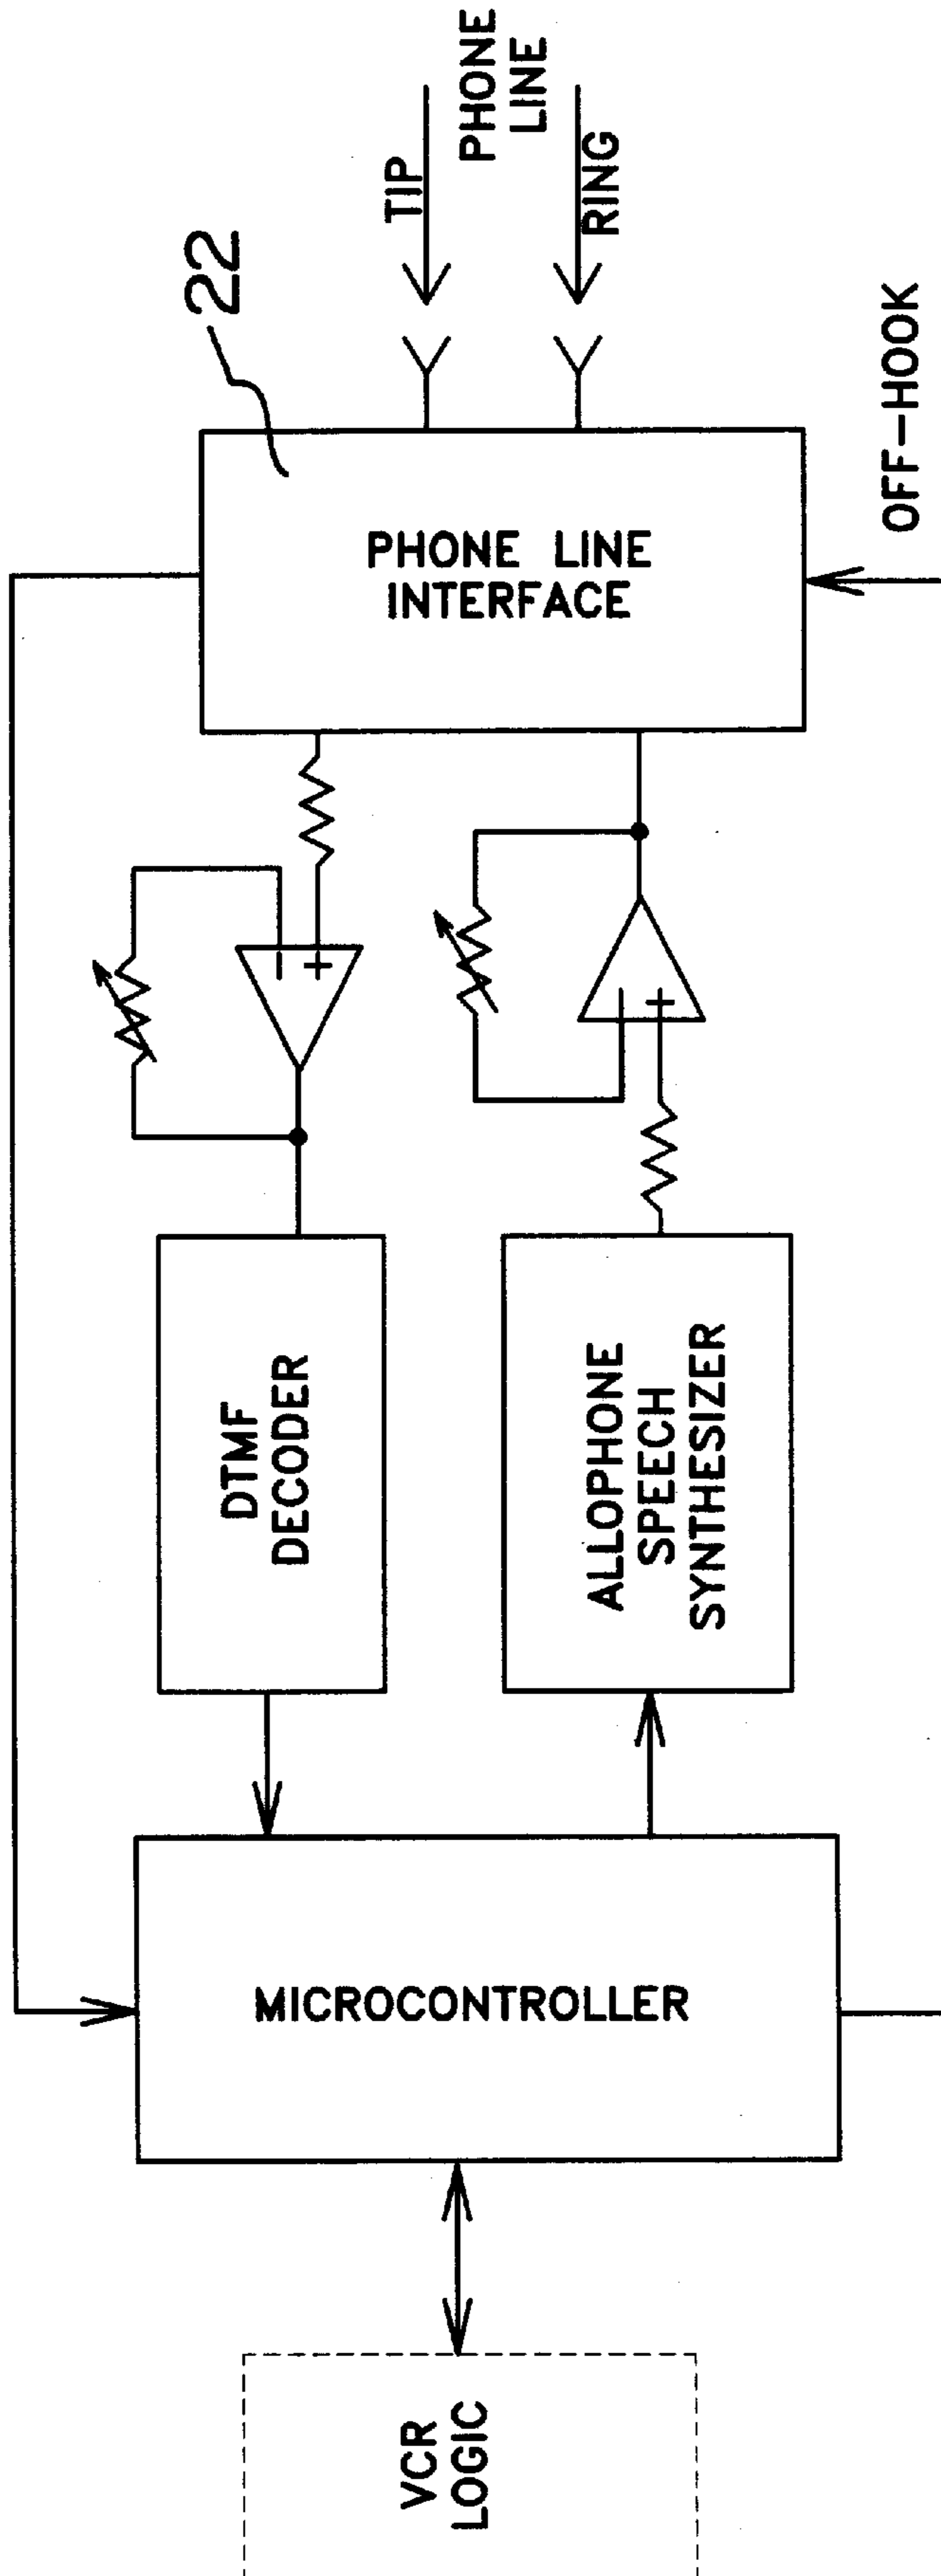 VCR
LOGIC
MICROCONTROLLER
DTMF
DECODER
ALLOPHONE
SPEECH
SYNTHESIZER
- +
- +
PHONE LINE
INTERFACE
22
TIP
PHONE
LINE
RING
OFF-HOOK